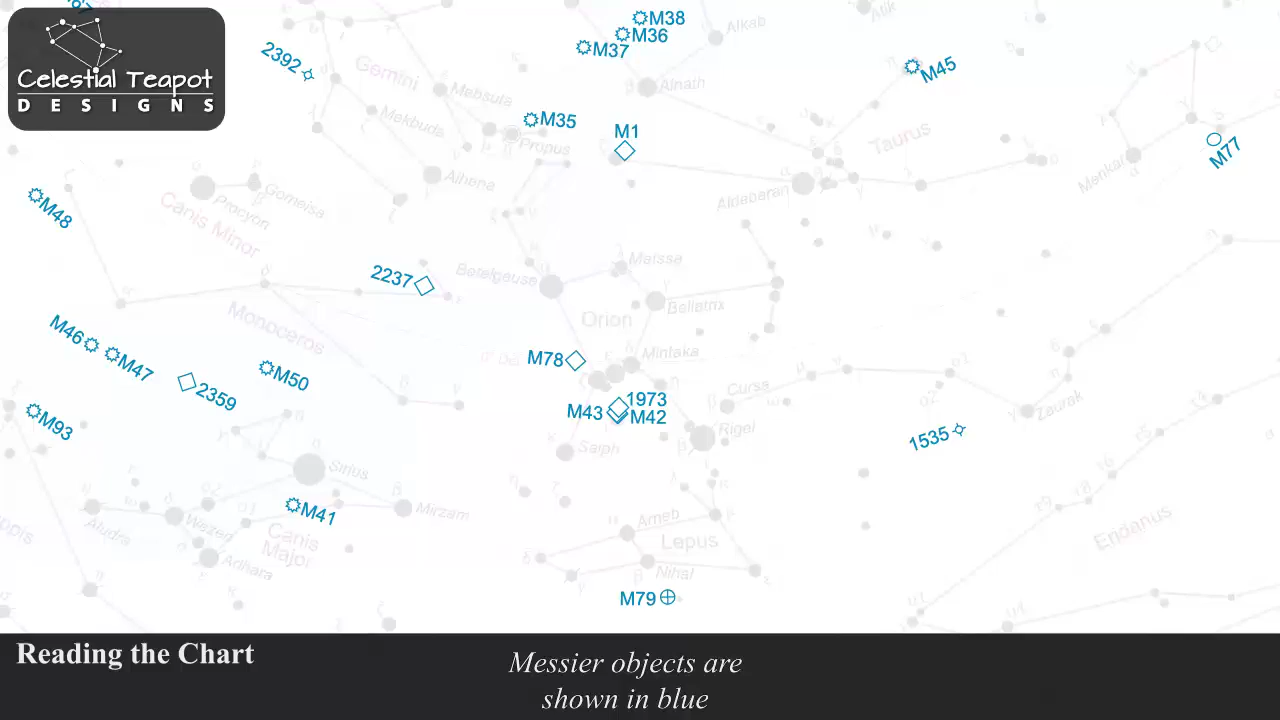 67
M38
M36
M37
Alkab
Mik
Celestial Teapot
DESIGNS
2392
Gemini
Mebsuta
Mekbuda
Alnath
M45
M35
Propus
M1
Taurus
M77
Menkar
α
Alhena
Aldebaran
M48
Procyon
Gomeisa
Canis Minor
2237
Betelgeuse
Meissa
Bellatrix
Orion
Monoceros
M46
M47
2359
M50
M78
Mintaka
M43
1973
M42
Cursa
Rigel
Saiph
1535
Zaurak
M93
Sirius
M41
Mirzam
Aludra
Wezen
Adhara
Canis
Major
Arneb
Lepus
Nihal
M79
Eridanus
Reading the Chart
Messier objects are
shown in blue